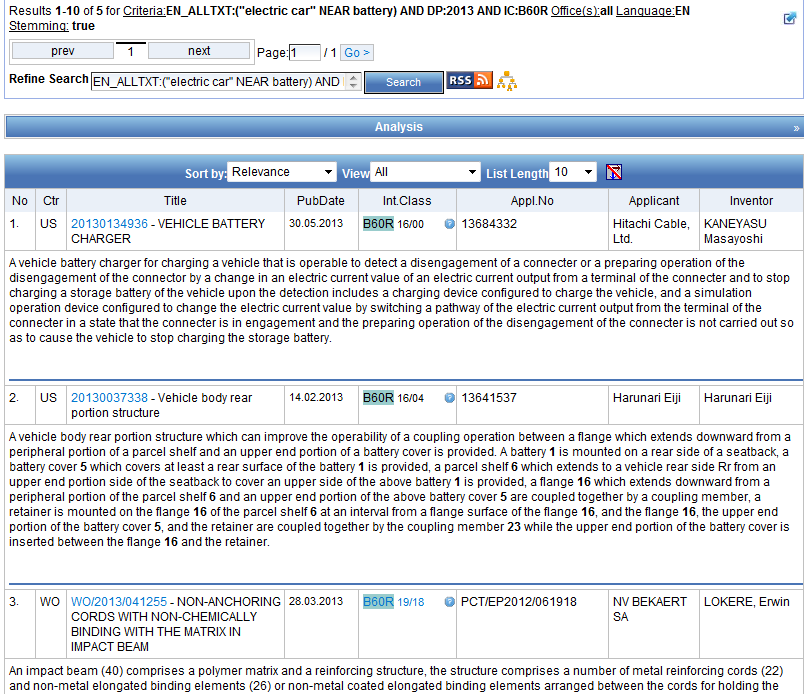 Results 1-10 of 5 for Criteria:EN_ALLTXT:("electric car" NEAR battery) AND DP:2013 AND IC:B60R Office(s):all Language:EN
Stemming: true
prev 1 next Page: 1 / 1 Go >
Refine Search EN_ALLTXT:("electric car" NEAR battery) AND Search RSS
Analysis »
Sort by: Relevance View All List Length 10
No Ctr Title PubDate Int.Class Appl.No Applicant Inventor
1. US 20130134936 - VEHICLE BATTERY 30.05.2013 B60R 16/00 ? 13684332 Hitachi Cable, KANEYASU
CHARGER Ltd. Masayoshi
A vehicle battery charger for charging a vehicle that is operable to detect a disengagement of a connecter or a preparing operation of the
disengagement of the connector by a change in an electric current value of an electric current output from a terminal of the connecter and to stop
charging a storage battery of the vehicle upon the detection includes a charging device configured to charge the vehicle, and a simulation
operation device configured to change the electric current value by switching a pathway of the electric current output from the terminal of the
connecter in a state that the connecter is in engagement and the preparing operation of the disengagement of the connecter is not carried out so
as to cause the vehicle to stop charging the storage battery.
2. US 20130037338 - Vehicle body rear 14.02.2013 B60R 16/04 ? 13641537 Harunari Eiji Harunari Eiji
portion structure
A vehicle body rear portion structure which can improve the operability of a coupling operation between a flange which extends downward from a
peripheral portion of a parcel shelf and an upper end portion of a battery cover is provided. A battery 1 is mounted on a rear side of a seatback, a
battery cover 5 which covers at least a rear surface of the battery 1 is provided, a parcel shelf 6 which extends to a vehicle rear side Rr from an
upper end portion side of the seatback to cover an upper side of the above battery 1 is provided, a flange 16 which extends downward from a
peripheral portion of the parcel shelf 6 and an upper end portion of the above battery cover 5 are coupled together by a coupling member, a
retainer is mounted on the flange 16 of the parcel shelf 6 at an interval from a flange surface of the flange 16, and the flange 16, the upper end
portion of the battery cover 5, and the retainer are coupled together by the coupling member 23 while the upper end portion of the battery cover is
inserted between the flange 16 and the retainer.
3. WO WO/2013/041255 - NON-ANCHORING 28.03.2013 B60R 19/18 ? PCT/EP2012/061918 NV BEKAERT LOKERE, Erwin
CORDS WITH NON-CHEMICALLY SA
BINDING WITH THE MATRIX IN
IMPACT BEAM
An impact beam (40) comprises a polymer matrix and a reinforcing structure, the structure comprises a number of metal reinforcing cords (22)
and non-metal elongated binding elements (26) or non-metal coated elongated binding elements arranged between the cords for holding the